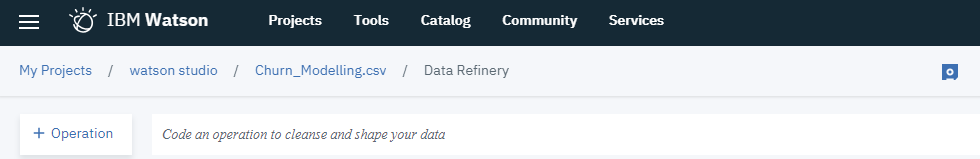 IBM Watson Projects Tools Catalog Community Services
My Projects / watson studio / Churn_Modelling.csv / Data Refinery
+ Operation Code an operation to cleanse and shape your data